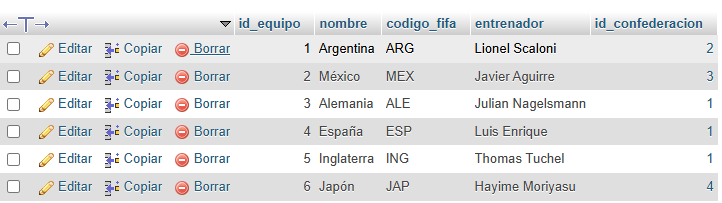 id_equipo nombre codigo_fifa entrenador id_confederacion
Editar Copiar Borrar 1 Argentina ARG Lionel Scaloni 2
Editar Copiar Borrar 2 México MEX Javier Aguirre 3
Editar Copiar Borrar 3 Alemania ALE Julian Nagelsmann 1
Editar Copiar Borrar 4 España ESP Luis Enrique 1
Editar Copiar Borrar 5 Inglaterra ING Thomas Tuchel 1
Editar Copiar Borrar 6 Japón JAP Hayime Moriyasu 4